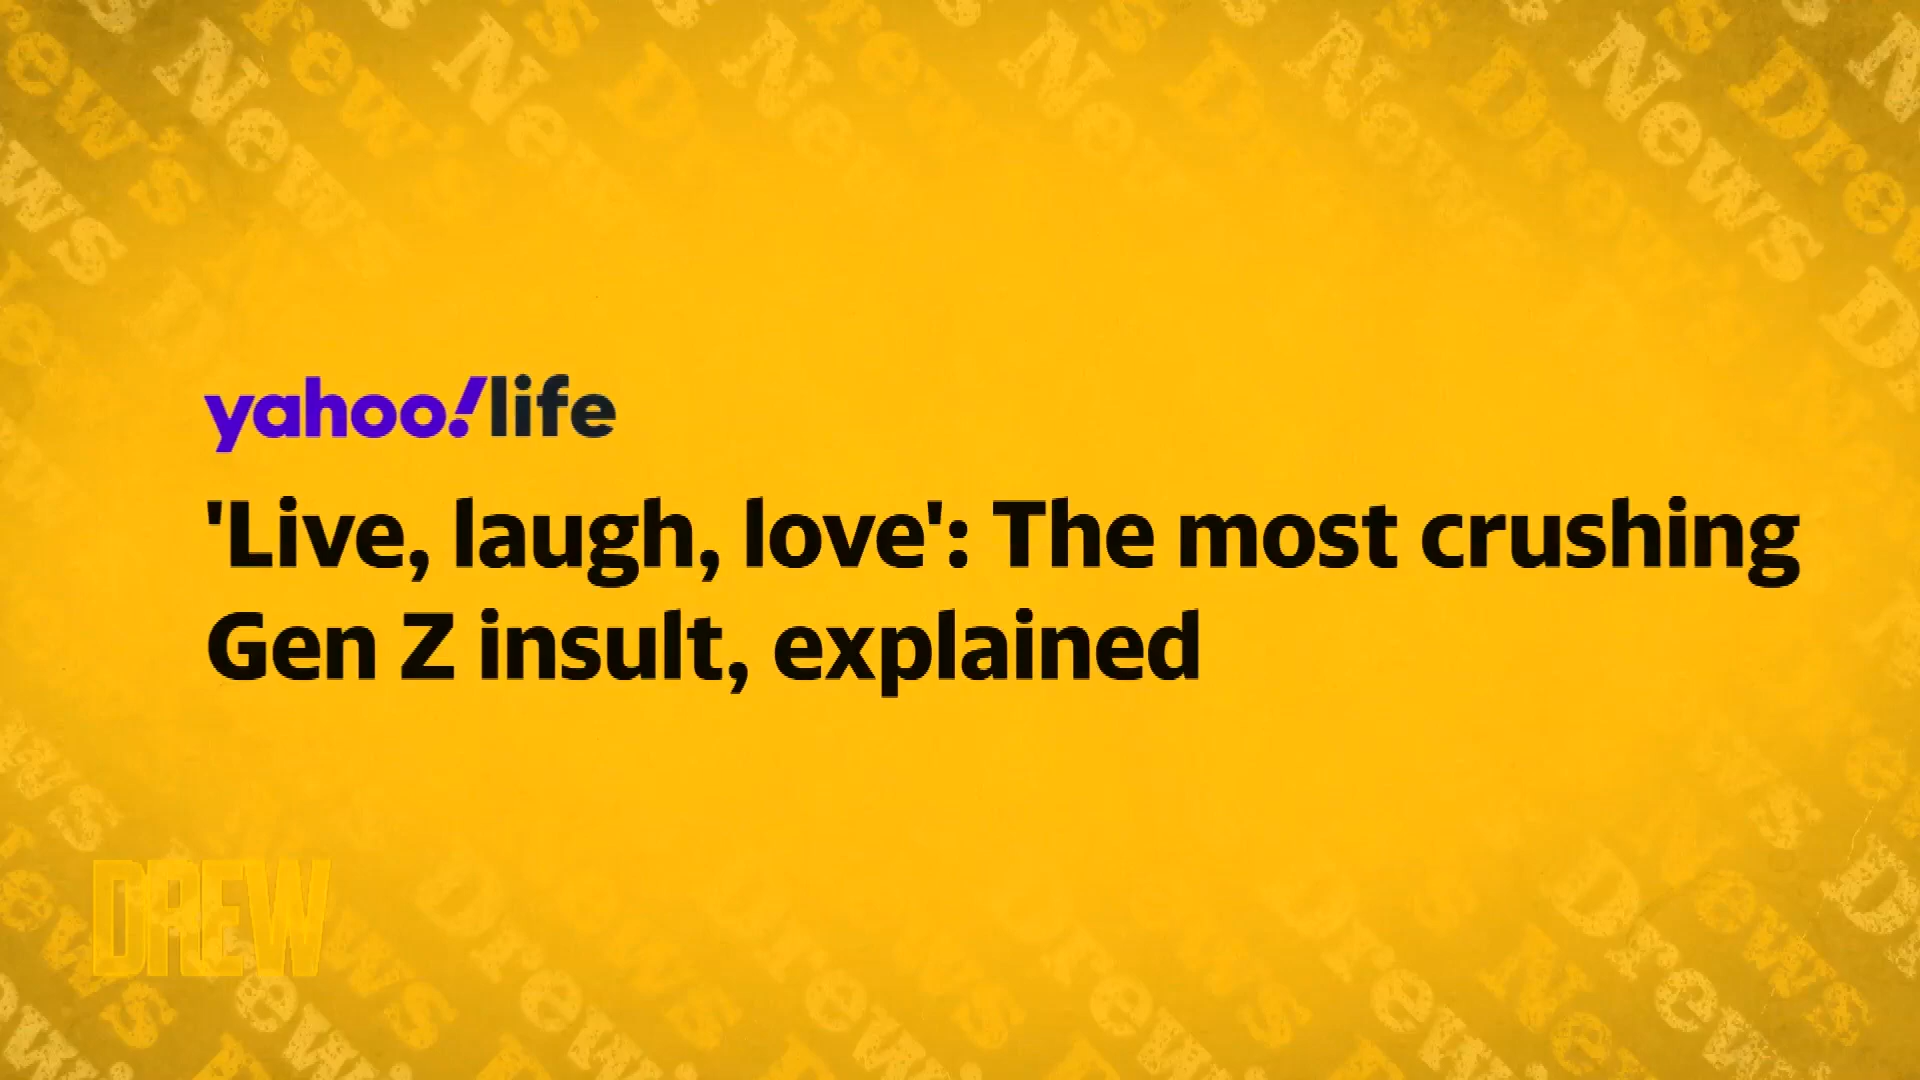 yahoo!life
'Live, laugh, love': The most crushing
Gen Z insult, explained
DREW